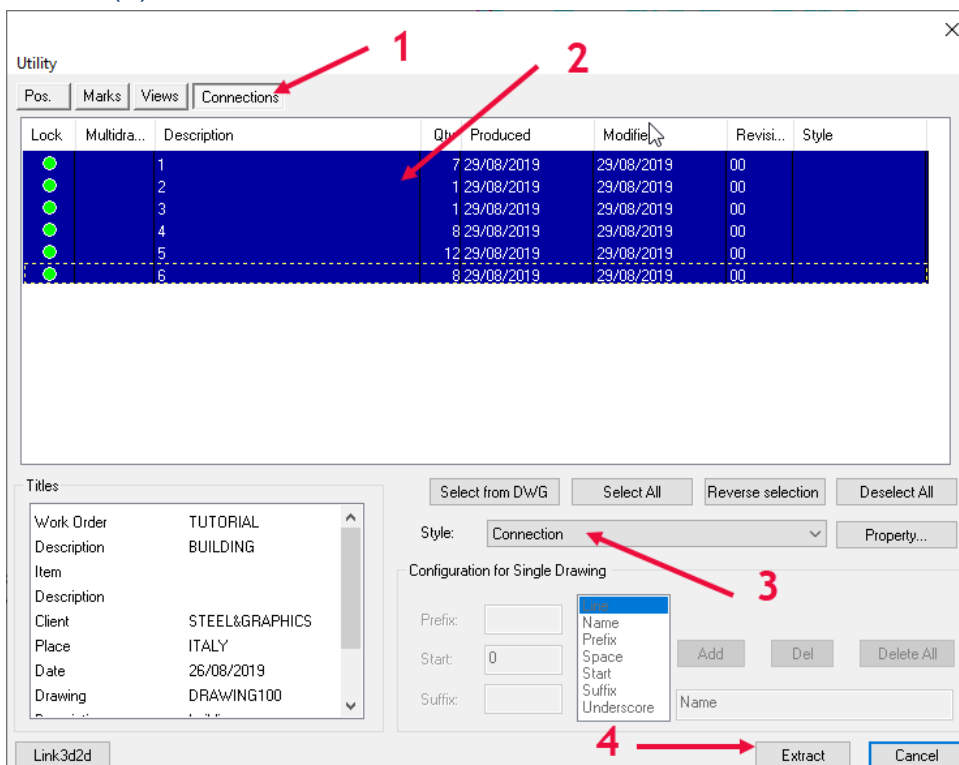 1
2
Utility
Pos. Marks Views Connections
Lock Multidra... Description Qty Produced Modifie Revisi... Style
1 7 29/08/2019 29/08/2019 00
2 1 29/08/2019 29/08/2019 00
3 1 29/08/2019 29/08/2019 00
4 8 29/08/2019 29/08/2019 00
5 12 29/08/2019 29/08/2019 00
6 8 29/08/2019 29/08/2019 00
Titles
Select from DWG Select All Reverse selection Deselect All
Work Order TUTORIAL
Description BUILDING
Item
Description
Client STEEL&GRAPHICS
Place ITALY
Date 26/08/2019
Drawing DRAWING100
Style: Connection Property...
3
Configuration for Single Drawing
Prefix:
Start: 0
Suffix:
Line
Name
Prefix
Space
Start
Suffix
Underscore
Add Del Delete All
Name
4
Link3d2d Extract Cancel